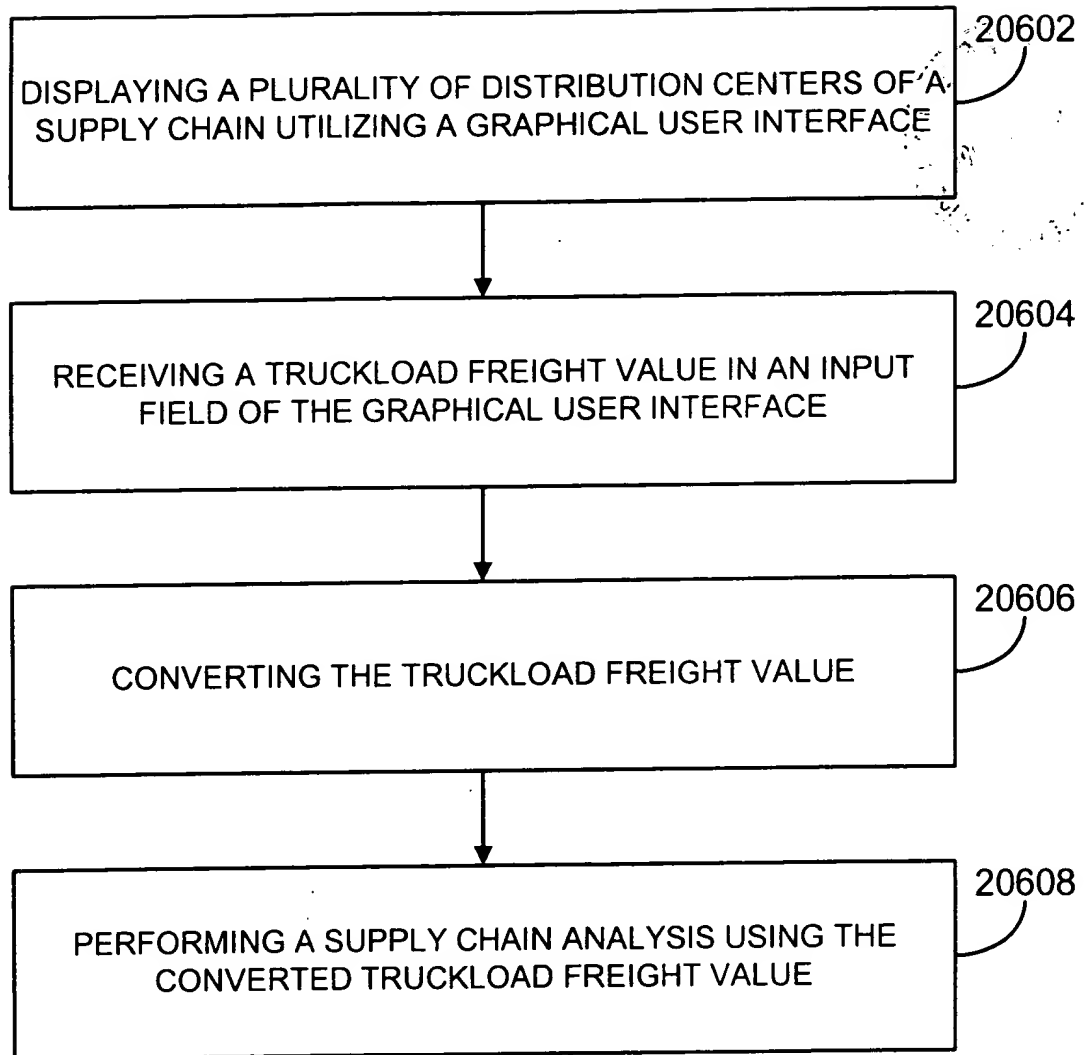 20602
DISPLAYING A PLURALITY OF DISTRIBUTION CENTERS OF A
SUPPLY CHAIN UTILIZING A GRAPHICAL USER INTERFACE
20604
RECEIVING A TRUCKLOAD FREIGHT VALUE IN AN INPUT
FIELD OF THE GRAPHICAL USER INTERFACE
20606
CONVERTING THE TRUCKLOAD FREIGHT VALUE
20608
PERFORMING A SUPPLY CHAIN ANALYSIS USING THE
CONVERTED TRUCKLOAD FREIGHT VALUE